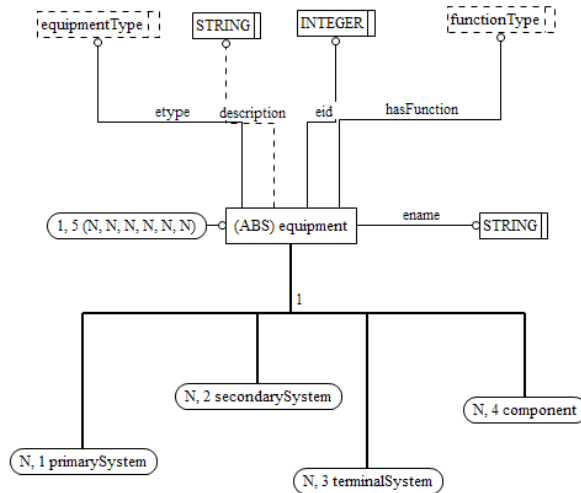 equipmentType
STRING
INTEGER
functionType
etype
description
eid
hasFunction
1, 5 (N, N, N, N, N, N)
(ABS) equipment
ename
STRING
1
N, 2 secondarySystem
N, 4 component
N, 1 primarySystem
N, 3 terminalSystem